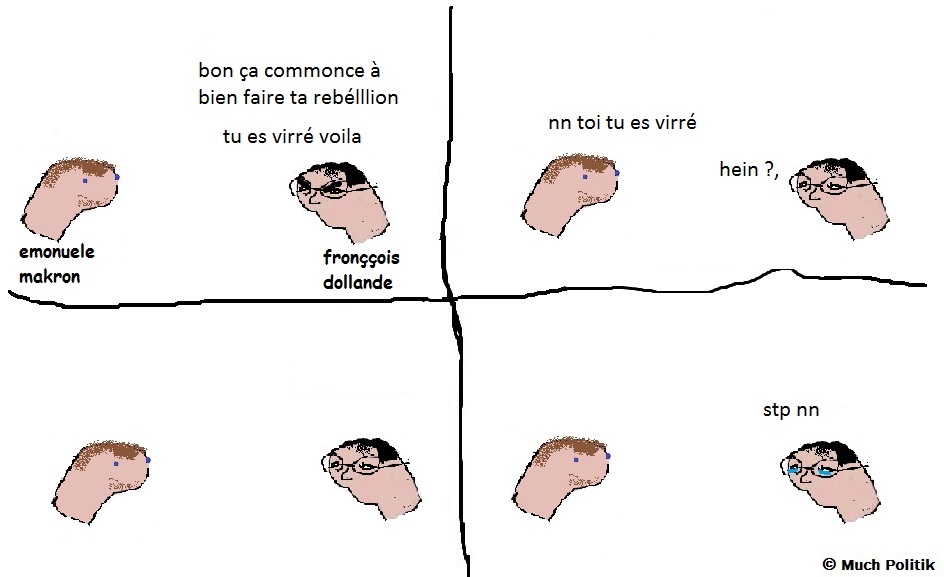 bon ça commonce à
bien faire ta rebélllion
tu es virré voila
emonuele
makron
fronççois
dollande
nn toi tu es virré
hein ?,
stp nn
© Much Politik